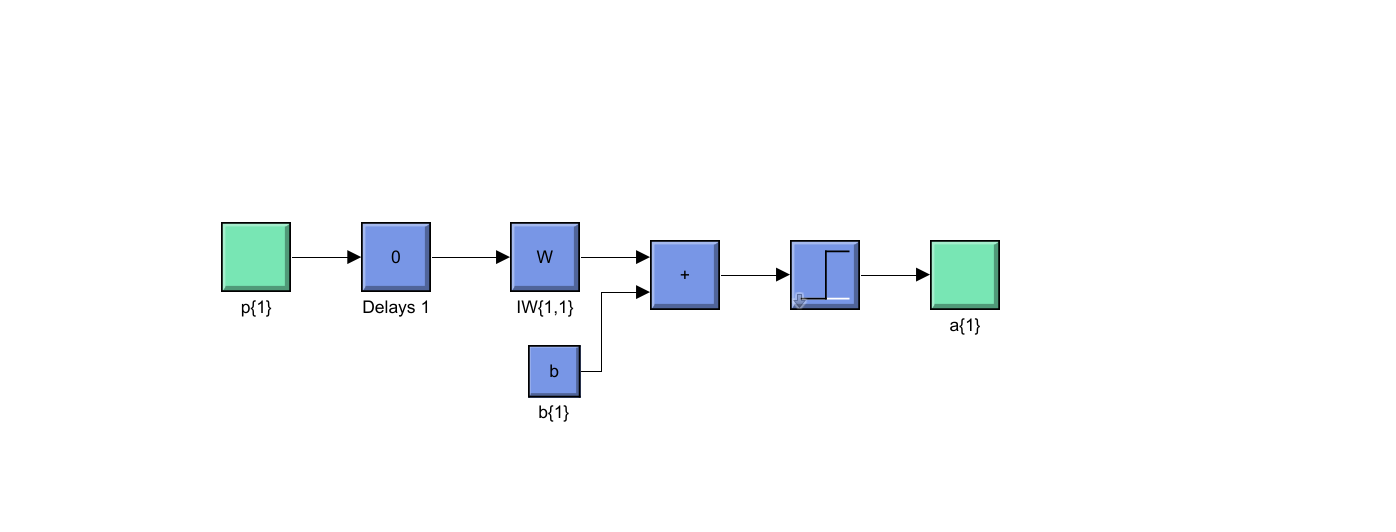 0
W
+
p{1}
Delays 1
IW{1,1}
a{1}
b
b{1}